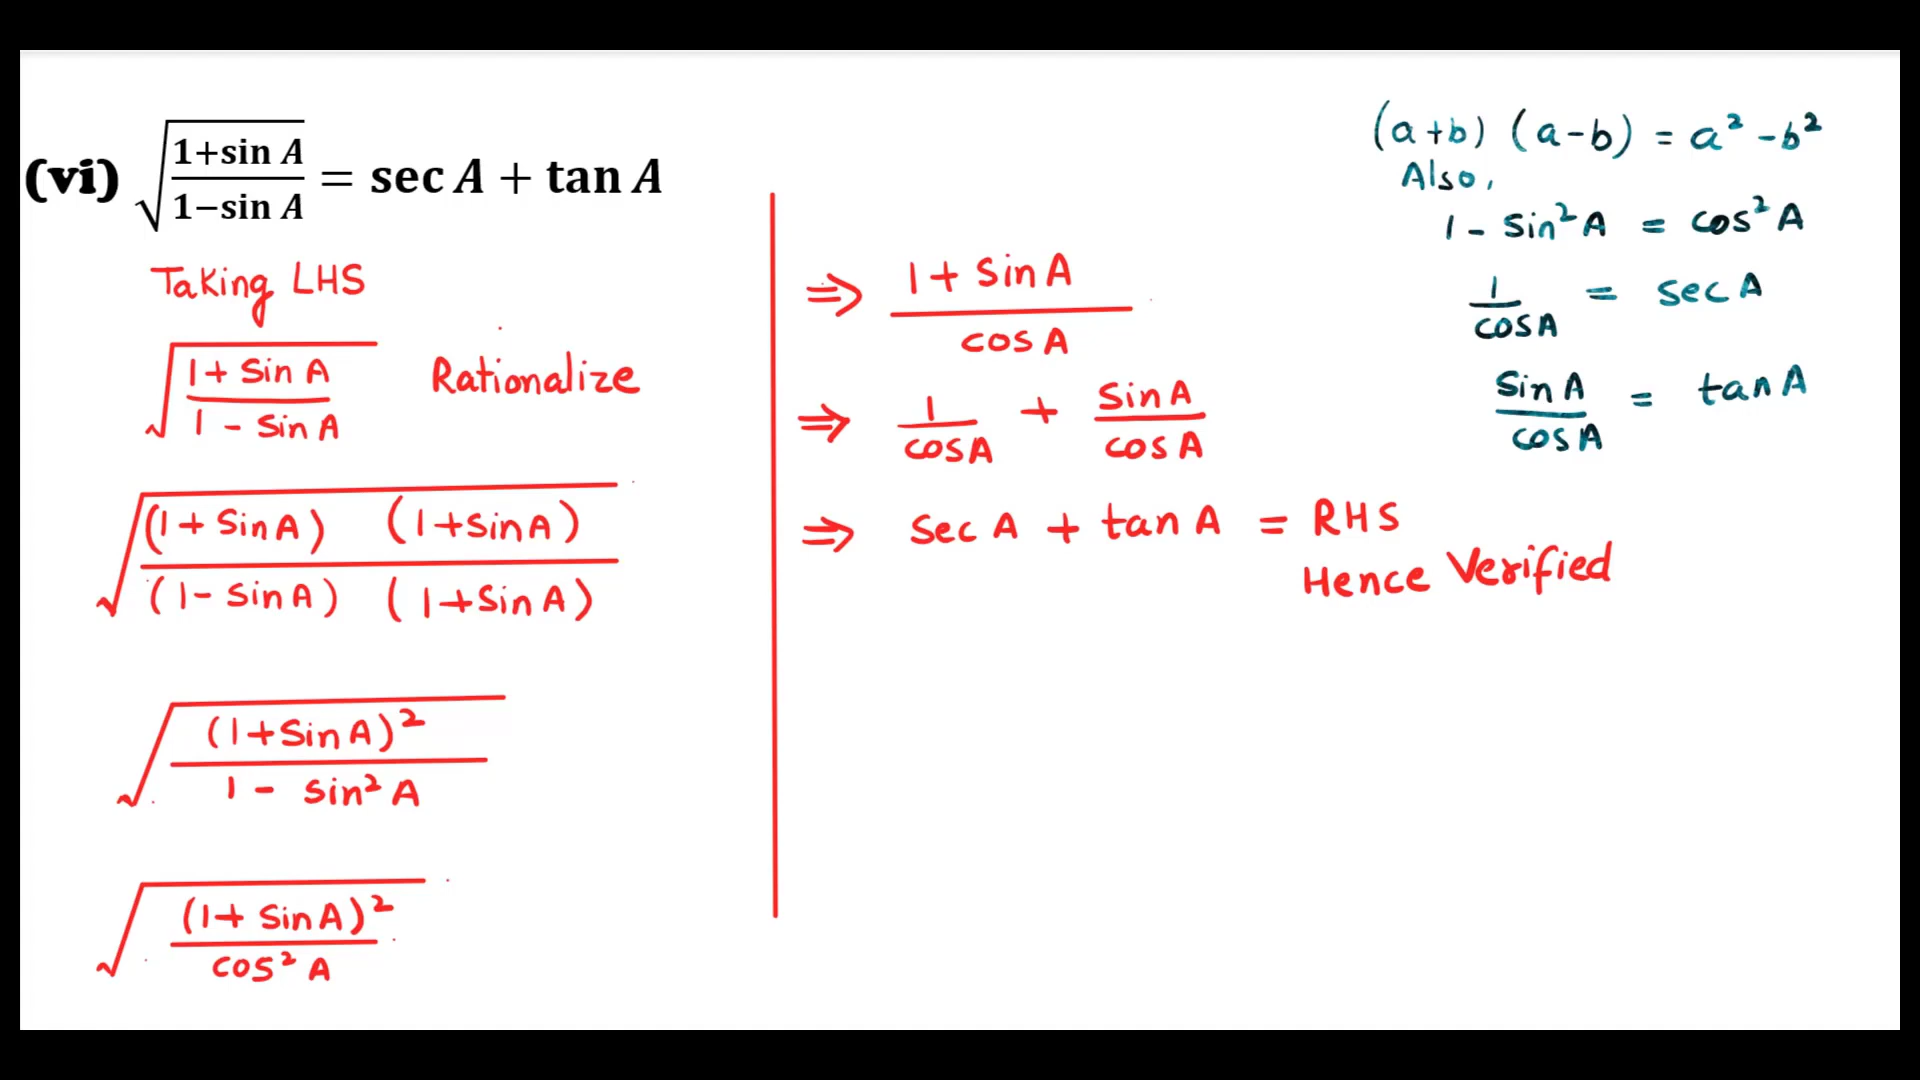 (vi) √((1+sin A)/(1−sin A)) = sec A + tan A
Taking LHS
√((1 + Sin A)/(1 - Sin A)) Rationalize
√((1 + Sin A) (1 + Sin A)/(1 - Sin A) (1 + Sin A))
√((1 + Sin A)²/(1 - Sin² A))
√((1 + Sin A)²/(cos² A))
⇒ (1 + Sin A)/(cos A)
⇒ 1/(cos A) + (Sin A)/(cos A)
⇒ Sec A + tan A = RHS
Hence Verified
(a + b) (a - b) = a² - b²
Also,
1 - Sin² A = cos² A
1/(cos A) = sec A
(Sin A)/(cos A) = tan A